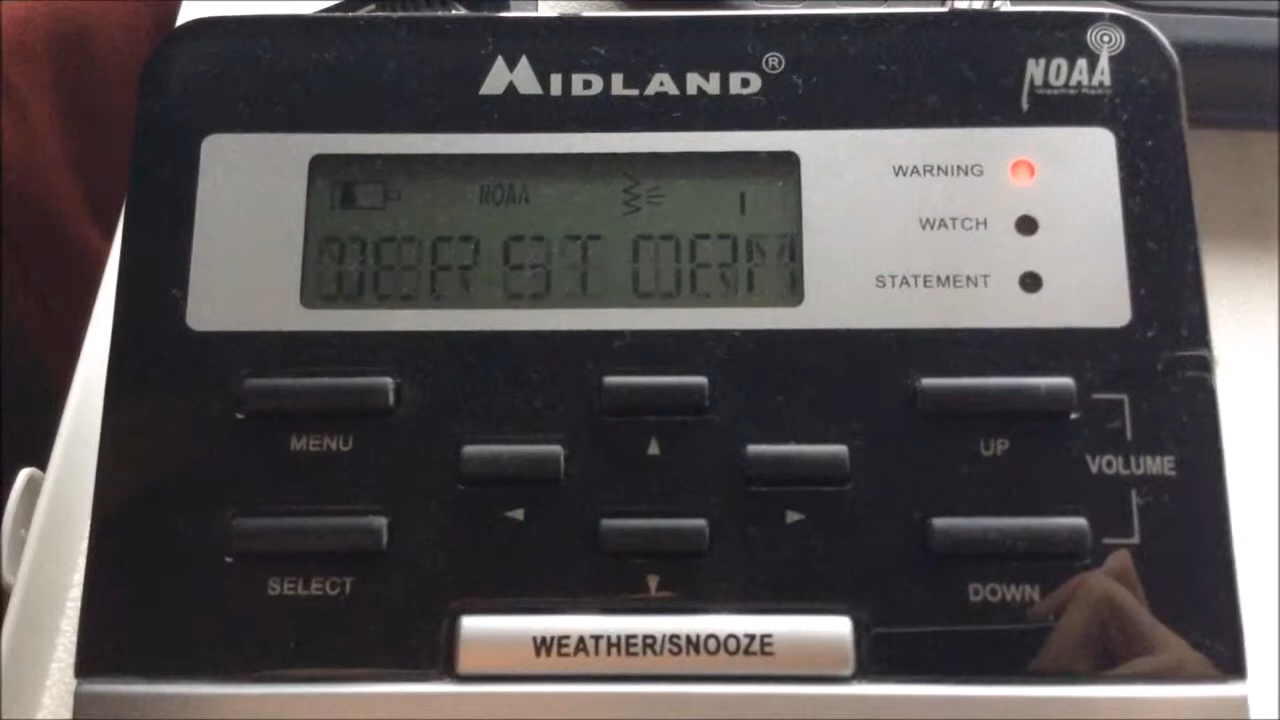 MIDLAND®
NOAA
Weather Radio
NOAA
WARNING
WATCH
STATEMENT
MENU
UP
VOLUME
SELECT
DOWN
WEATHER/SNOOZE